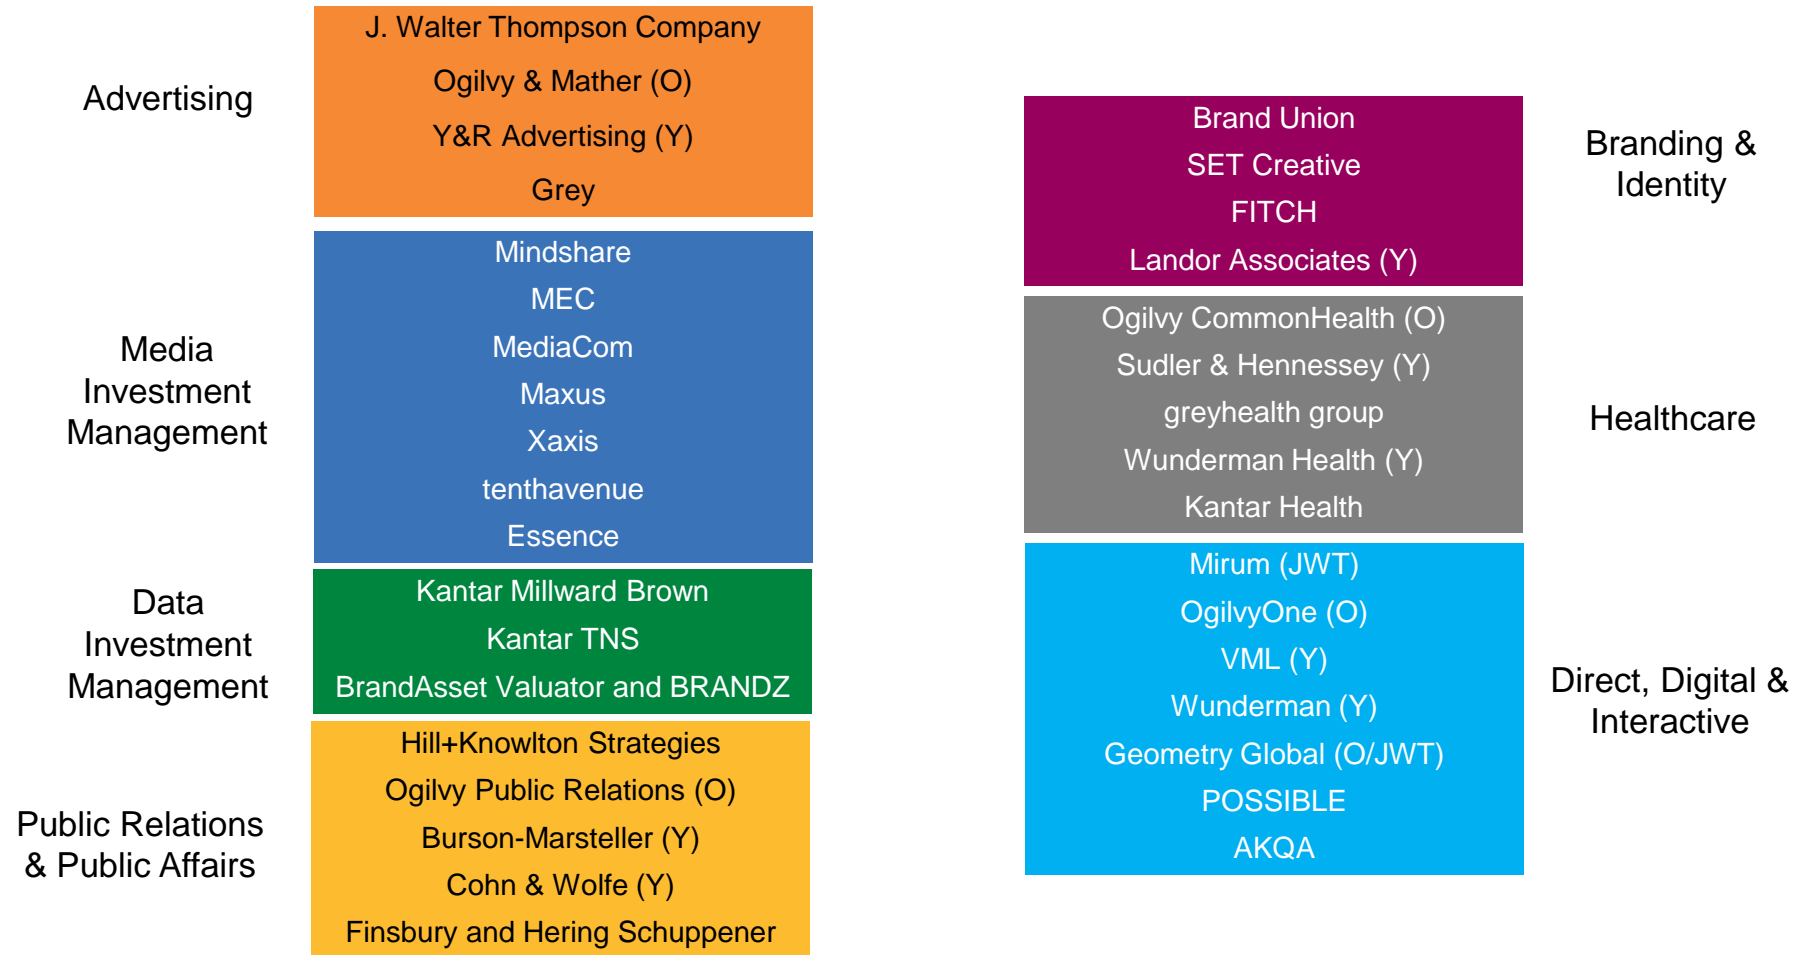 Advertising
J. Walter Thompson Company
Ogilvy & Mather (O)
Y&R Advertising (Y)
Grey
Media
Investment
Management
Mindshare
MEC
MediaCom
Maxus
Xaxis
tenthavenue
Essence
Data
Investment
Management
Kantar Millward Brown
Kantar TNS
BrandAsset Valuator and BRANDZ
Public Relations
& Public Affairs
Hill+Knowlton Strategies
Ogilvy Public Relations (O)
Burson-Marsteller (Y)
Cohn & Wolfe (Y)
Finsbury and Hering Schuppener
Brand Union
SET Creative
FITCH
Landor Associates (Y)
Branding &
Identity
Ogilvy CommonHealth (O)
Sudler & Hennessey (Y)
greyhealth group
Wunderman Health (Y)
Kantar Health
Healthcare
Mirum (JWT)
OgilvyOne (O)
VML (Y)
Wunderman (Y)
Geometry Global (O/JWT)
POSSIBLE
AKQA
Direct, Digital &
Interactive